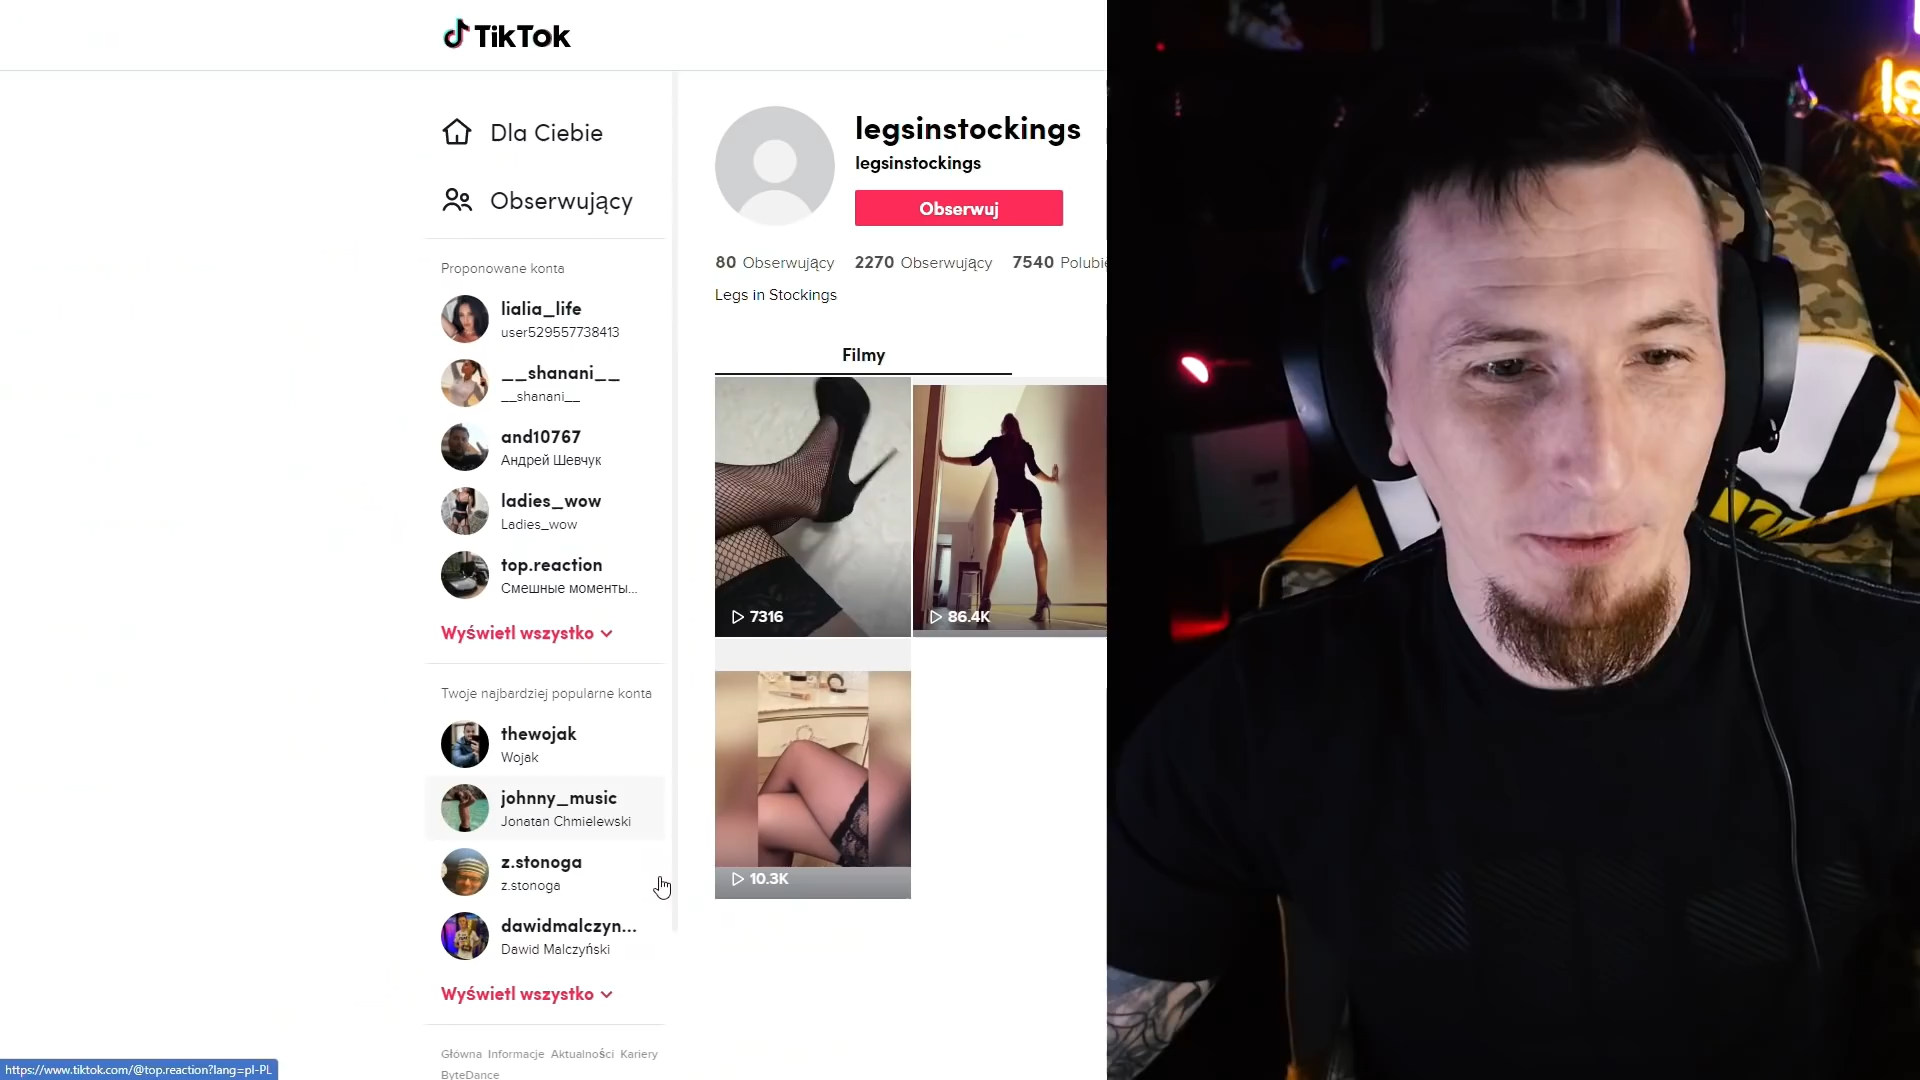 TikTok
Dla Ciebie
Obserwujący
Proponowane konta
lialia_life
user529557738413
__shanani__
__shanani__
and10767
Андрей Шевчук
ladies_wow
Ladies_wow
top.reaction
Смешные моменты...
Wyświetl wszystko
Twoje najbardziej popularne konta
thewojak
Wojak
johnny_music
Jonatan Chmielewski
z.stonoga
z.stonoga
dawidmalczyn...
Dawid Malczyński
Wyświetl wszystko
Główna Informacje Aktualności Kariery
ByteDance
https://www.tiktok.com/@top.reaction?lang=pl-PL
legsinstockings
legsinstockings
Obserwuj
80 Obserwujący 2270 Obserwujący 7540 Polubie
Legs in Stockings
Filmy
7316
86.4K
10.3K